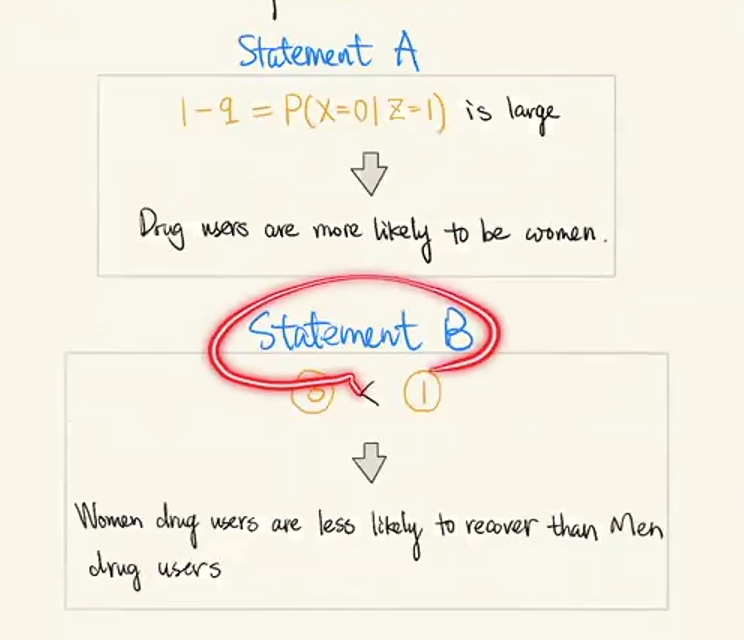 Statement A
1-q = P(X=0|Z=1) is large
Drug users are more likely to be women.
Statement B
⓪ < ①
Women drug users are less likely to recover than Men
drug users